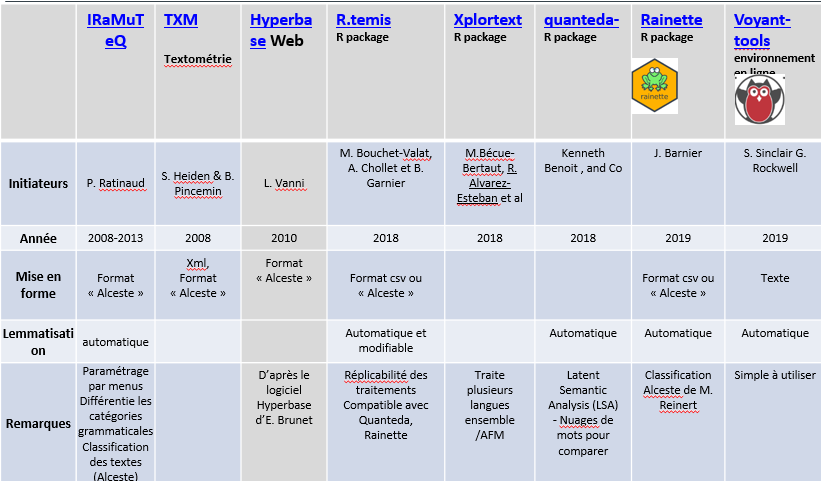 IRaMuT
eQ
TXM
Textométrie
Hyperba
se Web
R.temis
R package
Xplortext
R package
quanteda-
R package
Rainette
R package
rainette
Voyant-
tools
environnement
en ligne
Initiateurs
P. Ratinaud
S. Heiden & B.
Pincemin
L. Vanni
M. Bouchet-Valat,
A. Chollet et B.
Garnier
M.Bécue-
Bertaut, R.
Alvarez-
Esteban et al
Kenneth
Benoit , and Co
J. Barnier
S. Sinclair G.
Rockwell
Année
2008-2013
2008
2010
2018
2018
2018
2019
2019
Mise en
forme
Format
« Alceste »
Xml,
Format
« Alceste »
Format
« Alceste »
Format csv ou
« Alceste »
Format csv ou
« Alceste »
Texte
Lemmatisati
on
automatique
Automatique et
modifiable
Automatique
Automatique
Automatique
Remarques
Paramétrage
par menus
Différentie les
catégories
grammaticales
Classification
des textes
(Alceste)
D’après le
logiciel
Hyperbase
d’E. Brunet
Réplicabilité des
traitements
Compatible avec
Quanteda,
Rainette
Traite
plusieurs
langues
ensemble
/AFM
Latent
Semantic
Analysis (LSA)
- Nuages de
mots pour
comparer
Classification
Alceste de M.
Reinert
Simple à utiliser